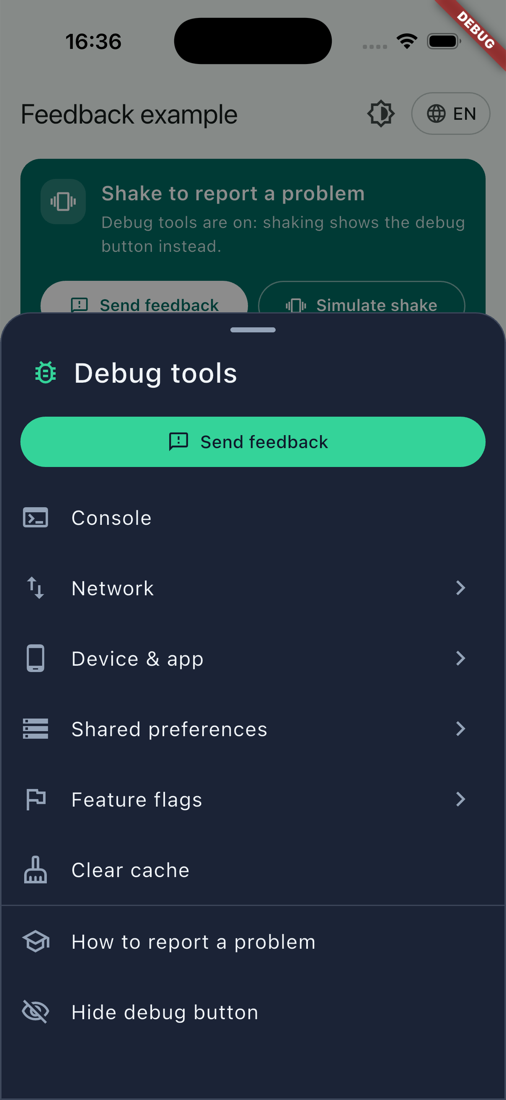 16:36
DEBUG
Feedback example
EN
Shake to report a problem
Debug tools are on: shaking shows the debug
button instead.
Send feedback
Simulate shake
Debug tools
Send feedback
Console
Network
Device & app
Shared preferences
Feature flags
Clear cache
How to report a problem
Hide debug button